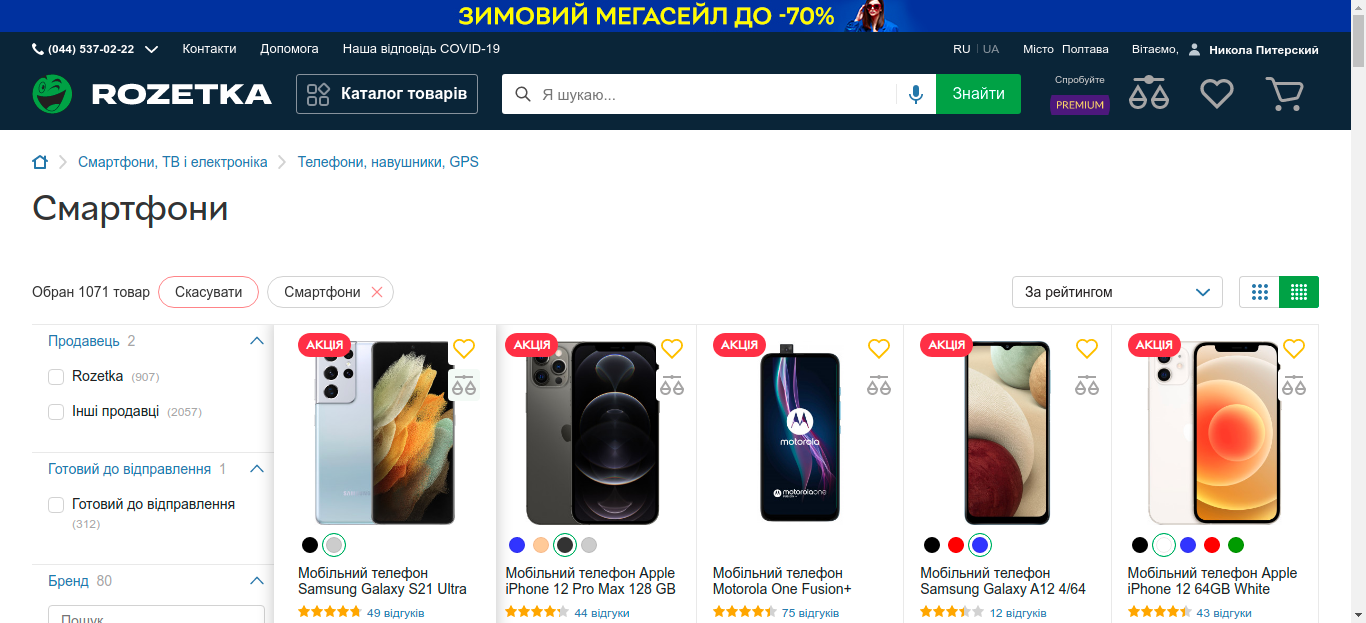 ЗИМОВИЙ МЕГАСЕЙЛ ДО -70%
(044) 537-02-22 Контакти Допомога Наша відповідь COVID-19 RU UA Місто Полтава Вітаємо, Никола Питерский
ROZETKA Каталог товарів Я шукаю... Знайти Спробуйте
PREMIUM
Смартфони, ТВ і електроніка Телефони, навушники, GPS
Смартфони
Обран 1071 товар Скасувати Смартфони За рейтингом
Продавець 2
Rozetka (907)
Інші продавці (2057)
Готовий до відправлення 1
Готовий до відправлення
(312)
Бренд 80
Пошук
АКЦІЯ
SAMSUNG
Мобільний телефон
Samsung Galaxy S21 Ultra
49 відгуків
АКЦІЯ
Мобільний телефон Apple
iPhone 12 Pro Max 128 GB
44 відгуки
АКЦІЯ
motorola
motorola one
Мобільний телефон
Motorola One Fusion+
75 відгуків
АКЦІЯ
Мобільний телефон
Samsung Galaxy A12 4/64
12 відгуків
АКЦІЯ
Мобільний телефон Apple
iPhone 12 64GB White
43 відгуки